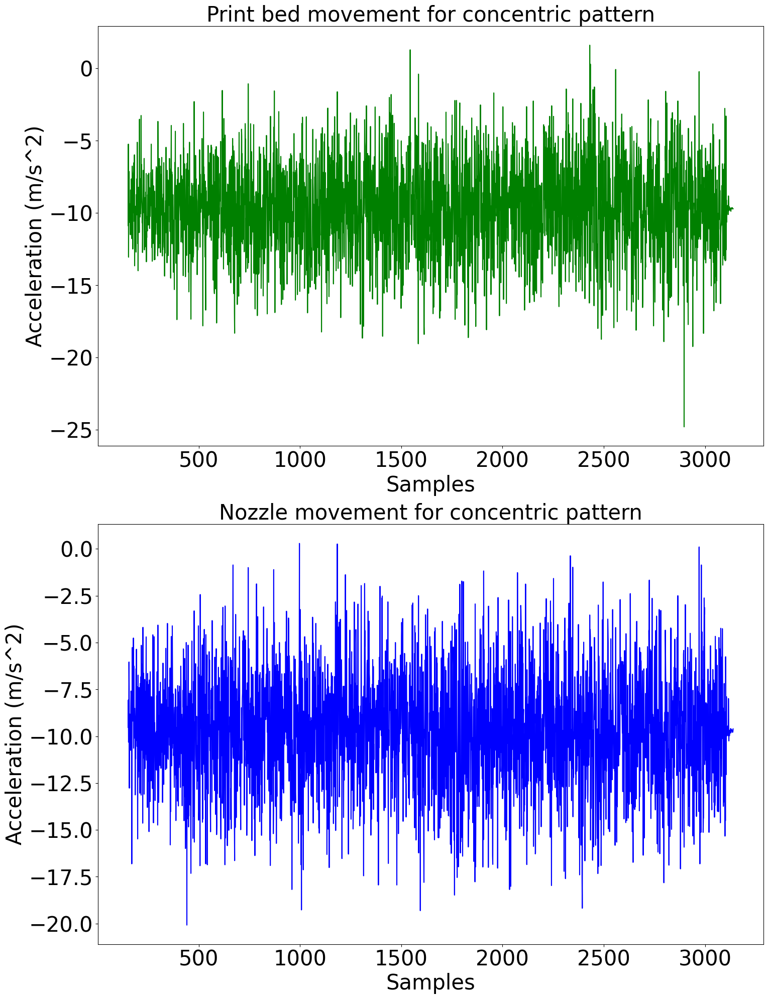 Print bed movement for concentric pattern
Acceleration (m/s^2)
0
−5
−10
−15
−20
−25
500 1000 1500 2000 2500 3000
Samples
Nozzle movement for concentric pattern
Acceleration (m/s^2)
0.0
−2.5
−5.0
−7.5
−10.0
−12.5
−15.0
−17.5
−20.0
500 1000 1500 2000 2500 3000
Samples